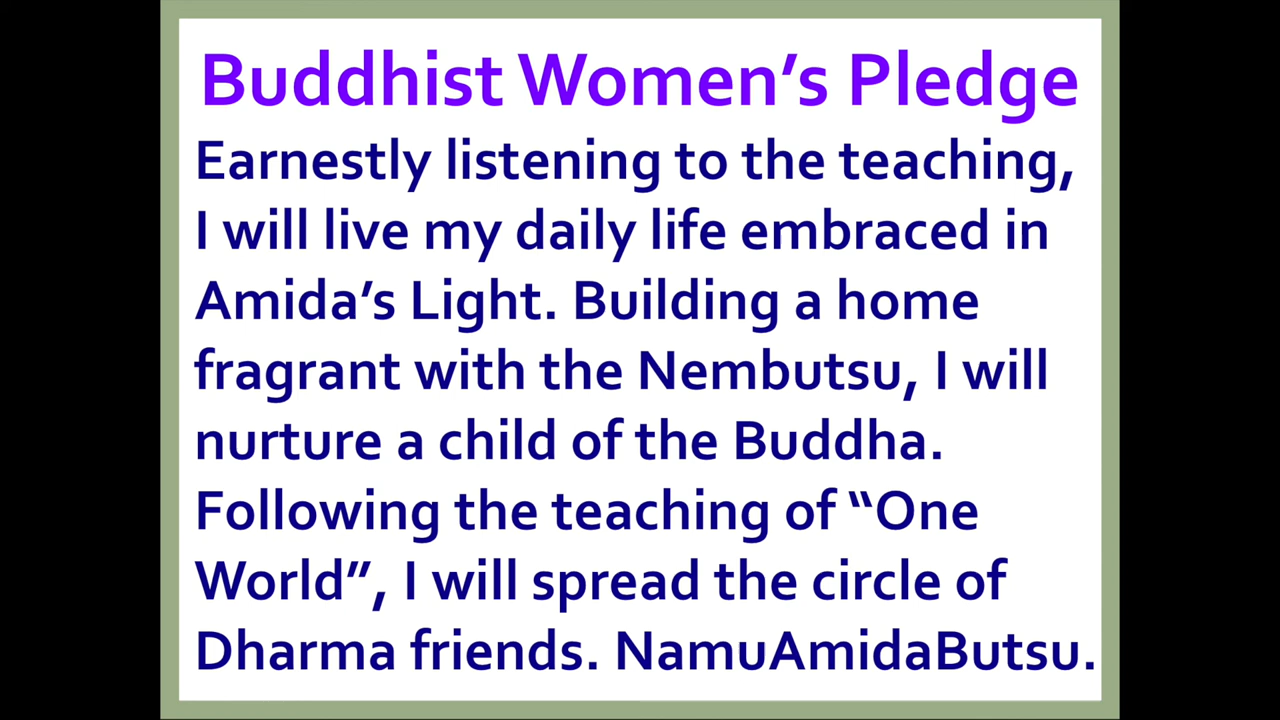 Buddhist Women’s Pledge
Earnestly listening to the teaching,
I will live my daily life embraced in
Amida’s Light. Building a home
fragrant with the Nembutsu, I will
nurture a child of the Buddha.
Following the teaching of “One
World”, I will spread the circle of
Dharma friends. NamuAmidaButsu.